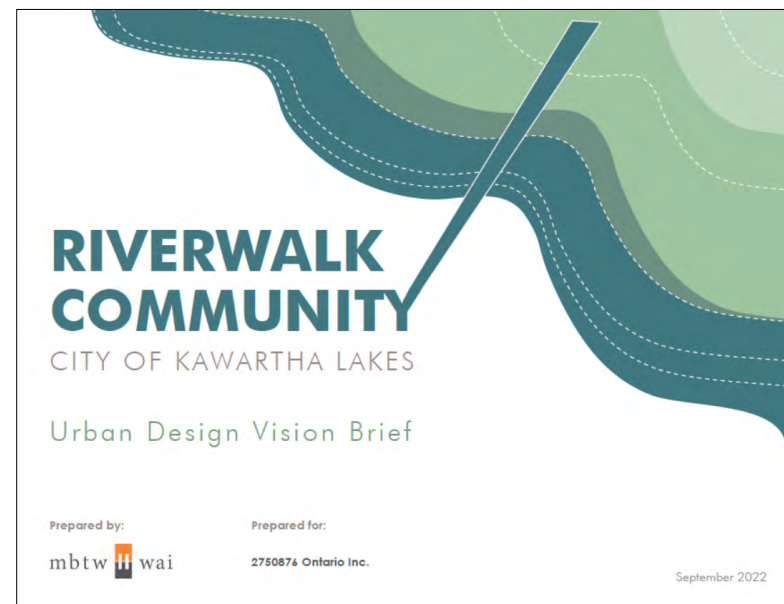 RIVERWALK
COMMUNITY
CITY OF KAWARTHA LAKES
Urban Design Vision Brief
Prepared by:
mbtw wai
Prepared for:
2750876 Ontario Inc.
September 2022